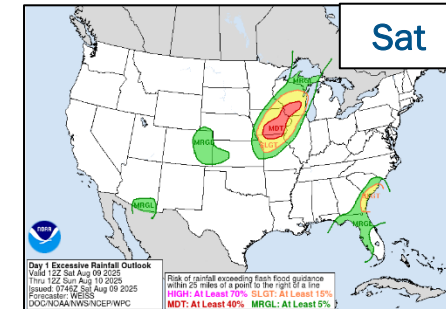 Sat
MRGL
MDT
SLGT
MRGL
MRGL
SLGT
MRGL
NOAA
Day 1 Excessive Rainfall Outlook
Valid 12Z Sat Aug 09 2025
Thru 12Z Sun Aug 10 2025
Issued: 0746Z Sat Aug 09 2025
Forecaster: WEISS
DOC/NOAA/NWS/NCEP/WPC
Risk of rainfall exceeding flash flood guidance
within 25 miles of a point to the right of a line
HIGH: At Least 70% SLGT: At Least 15%
MDT: At Least 40% MRGL: At Least 5%